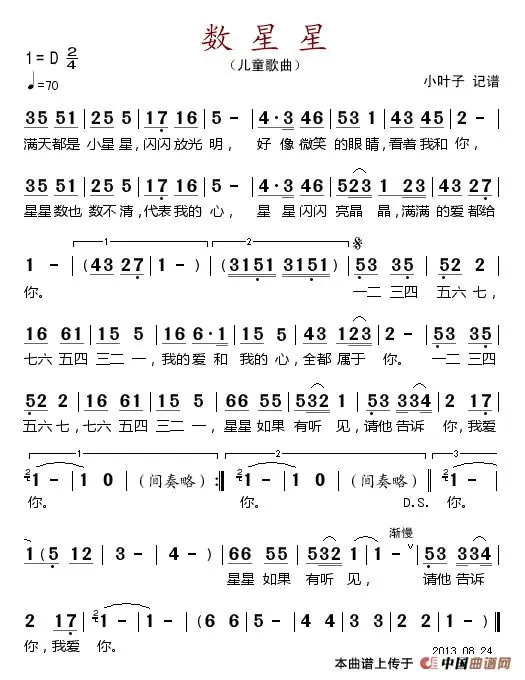 数 星 星
（儿童歌曲）
1=D 2/4
♩=70
小叶子 记谱
35 51 | 25 5 | 17 16 | 5 - | 4·3 46 | 5 53 | 51 23 | 43 45 | 2 - |
满天都是 小星星，闪闪放光 明， 好 像微笑 的眼睛，看着我和 你，
35 51 | 25 5 | 17 16 | 5 - | 4·3 46 | 523 1 23 | 43 27 |
星星数也 数不清，代表我的 心， 星 星闪闪 亮晶 晶，满满 的爱都给
1 2
1 - | (43 27 | 1 - ) | (3151 3151) | 53 35 | 52 2 |
你。 一二 三四 五六 七，
16 61 | 15 5 | 16 6·1 | 15 5 | 43 123 | 2 - | 53 35 |
七六 五四 三二 一，我的 爱 和 我的 心，全都 属于 你。 一二 三四
52 2 | 16 61 | 15 5 | 66 55 | 532 1 | 53 334 | 2 17 |
五六 七，七六 五四 三二 一，星星 如果 有听 见，请他 告诉 你，我爱
1 2 3
1 - | 1 0 | (间奏略) :‖ 1 - | 1 0 | (间奏略) ‖ 1 - |
你。 你。 D.S. 你。
渐慢
1 (5 12 | 3 - | 4 - ) | 66 55 | 532 1 | 1 - ∨ | 53 334 |
星星 如果 有听 见， 请他 告诉
2 17 | 1 - | 1 - | 5 6 | 5 1 | 1 - | 1 0 ‖
你，我爱 你。
2013.08.24
本曲谱上传于 中国曲谱网